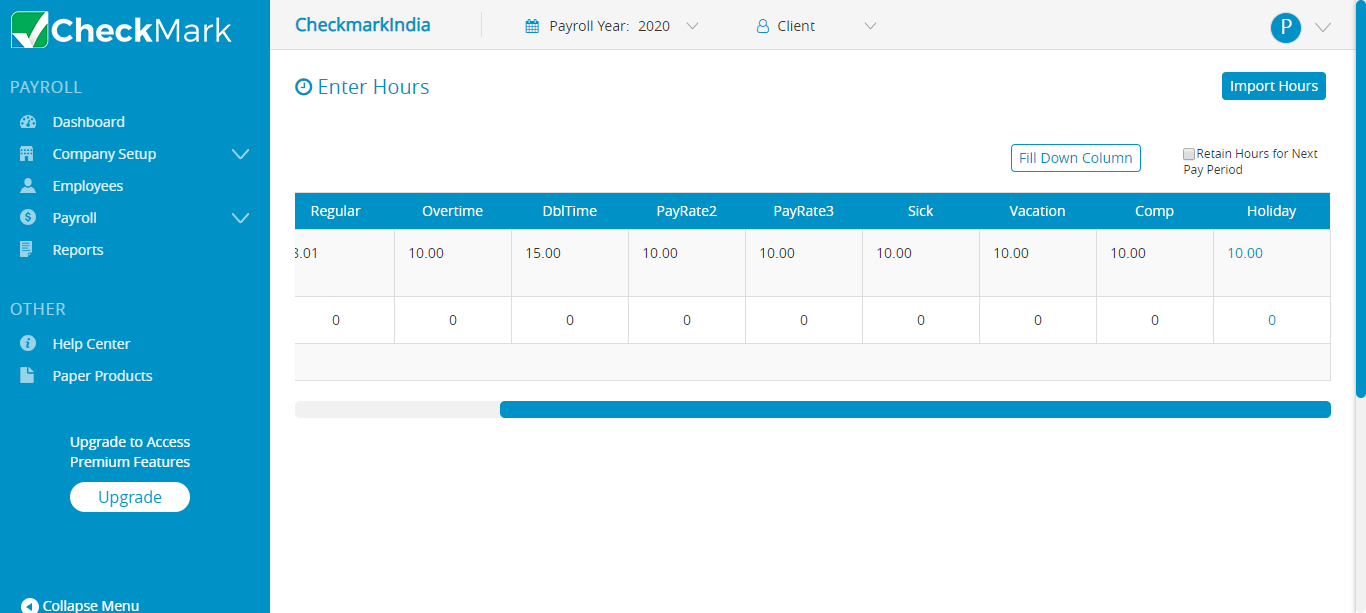 CheckMark
PAYROLL
Dashboard
Company Setup
Employees
Payroll
Reports
OTHER
Help Center
Paper Products
Upgrade to Access
Premium Features
Upgrade
Collapse Menu
CheckmarkIndia
Payroll Year: 2020
Client
P
Enter Hours
Import Hours
Fill Down Column
Retain Hours for Next
Pay Period
Regular Overtime DblTime PayRate2 PayRate3 Sick Vacation Comp Holiday
.01 10.00 15.00 10.00 10.00 10.00 10.00 10.00 10.00
0 0 0 0 0 0 0 0 0